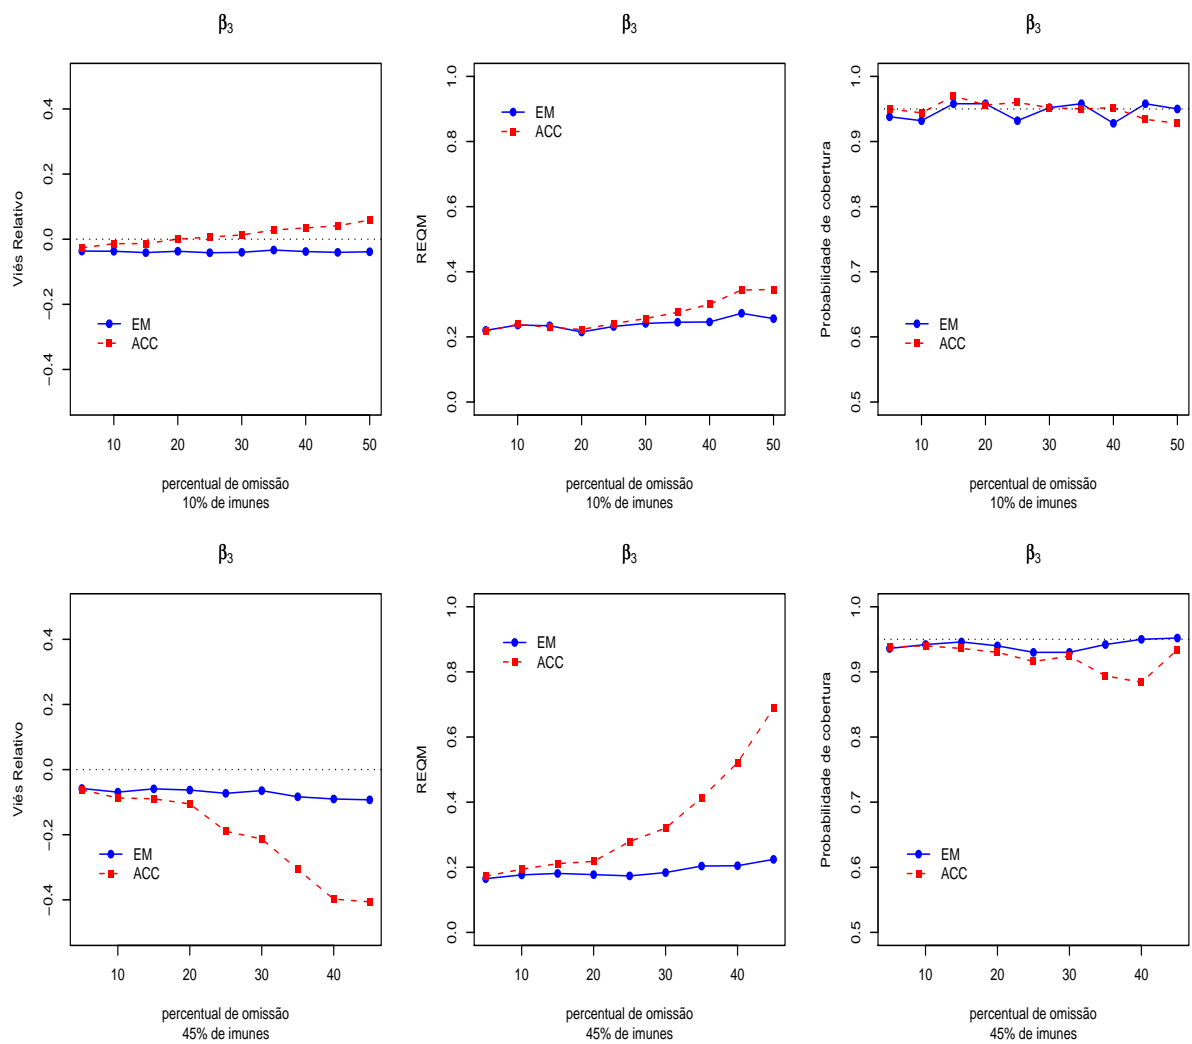 β3
Viés Relativo
0.4
0.2
0.0
−0.2
−0.4
EM
ACC
10 20 30 40 50
percentual de omissão
10% de imunes
β3
REQM
1.0
0.8
0.6
0.4
0.2
0.0
EM
ACC
10 20 30 40 50
percentual de omissão
10% de imunes
β3
Probabilidade de cobertura
1.0
0.9
0.8
0.7
0.6
0.5
EM
ACC
10 20 30 40 50
percentual de omissão
10% de imunes
β3
Viés Relativo
0.4
0.2
0.0
−0.2
−0.4
EM
ACC
10 20 30 40
percentual de omissão
45% de imunes
β3
REQM
1.0
0.8
0.6
0.4
0.2
0.0
EM
ACC
10 20 30 40
percentual de omissão
45% de imunes
β3
Probabilidade de cobertura
1.0
0.9
0.8
0.7
0.6
0.5
EM
ACC
10 20 30 40
percentual de omissão
45% de imunes